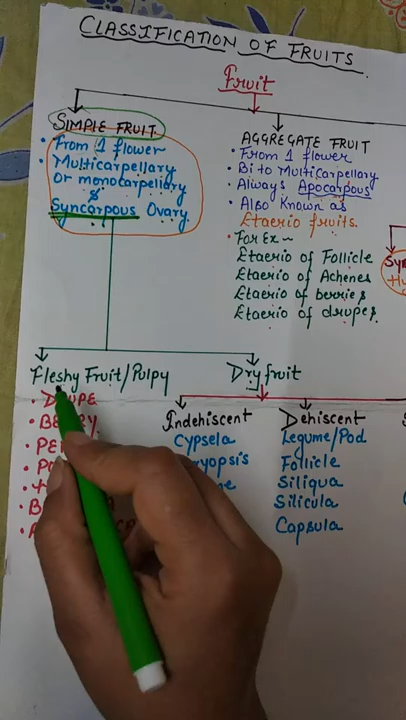 CLASSIFICATION OF FRUITS
Fruit
SIMPLE FRUIT
• From 1 flower
• Multicarpellary
Or monocarpellary
&
Syncarpous Ovary
AGGREGATE FRUIT
• From 1 flower
• Bi to Multicarpellary
• Always Apocarpous
• Also Known as
Etaerio fruits.
• For Ex ~
Etaerio of Follicle
Etaerio of Achenes
Etaerio of berries
Etaerio of drupes
Fleshy Fruit/Pulpy
• DRUPE
Dry fruit
Indehiscent
Cypsela
Dehiscent
Legume/Pod
Follicle
Siliqua
Silicula
Capsula